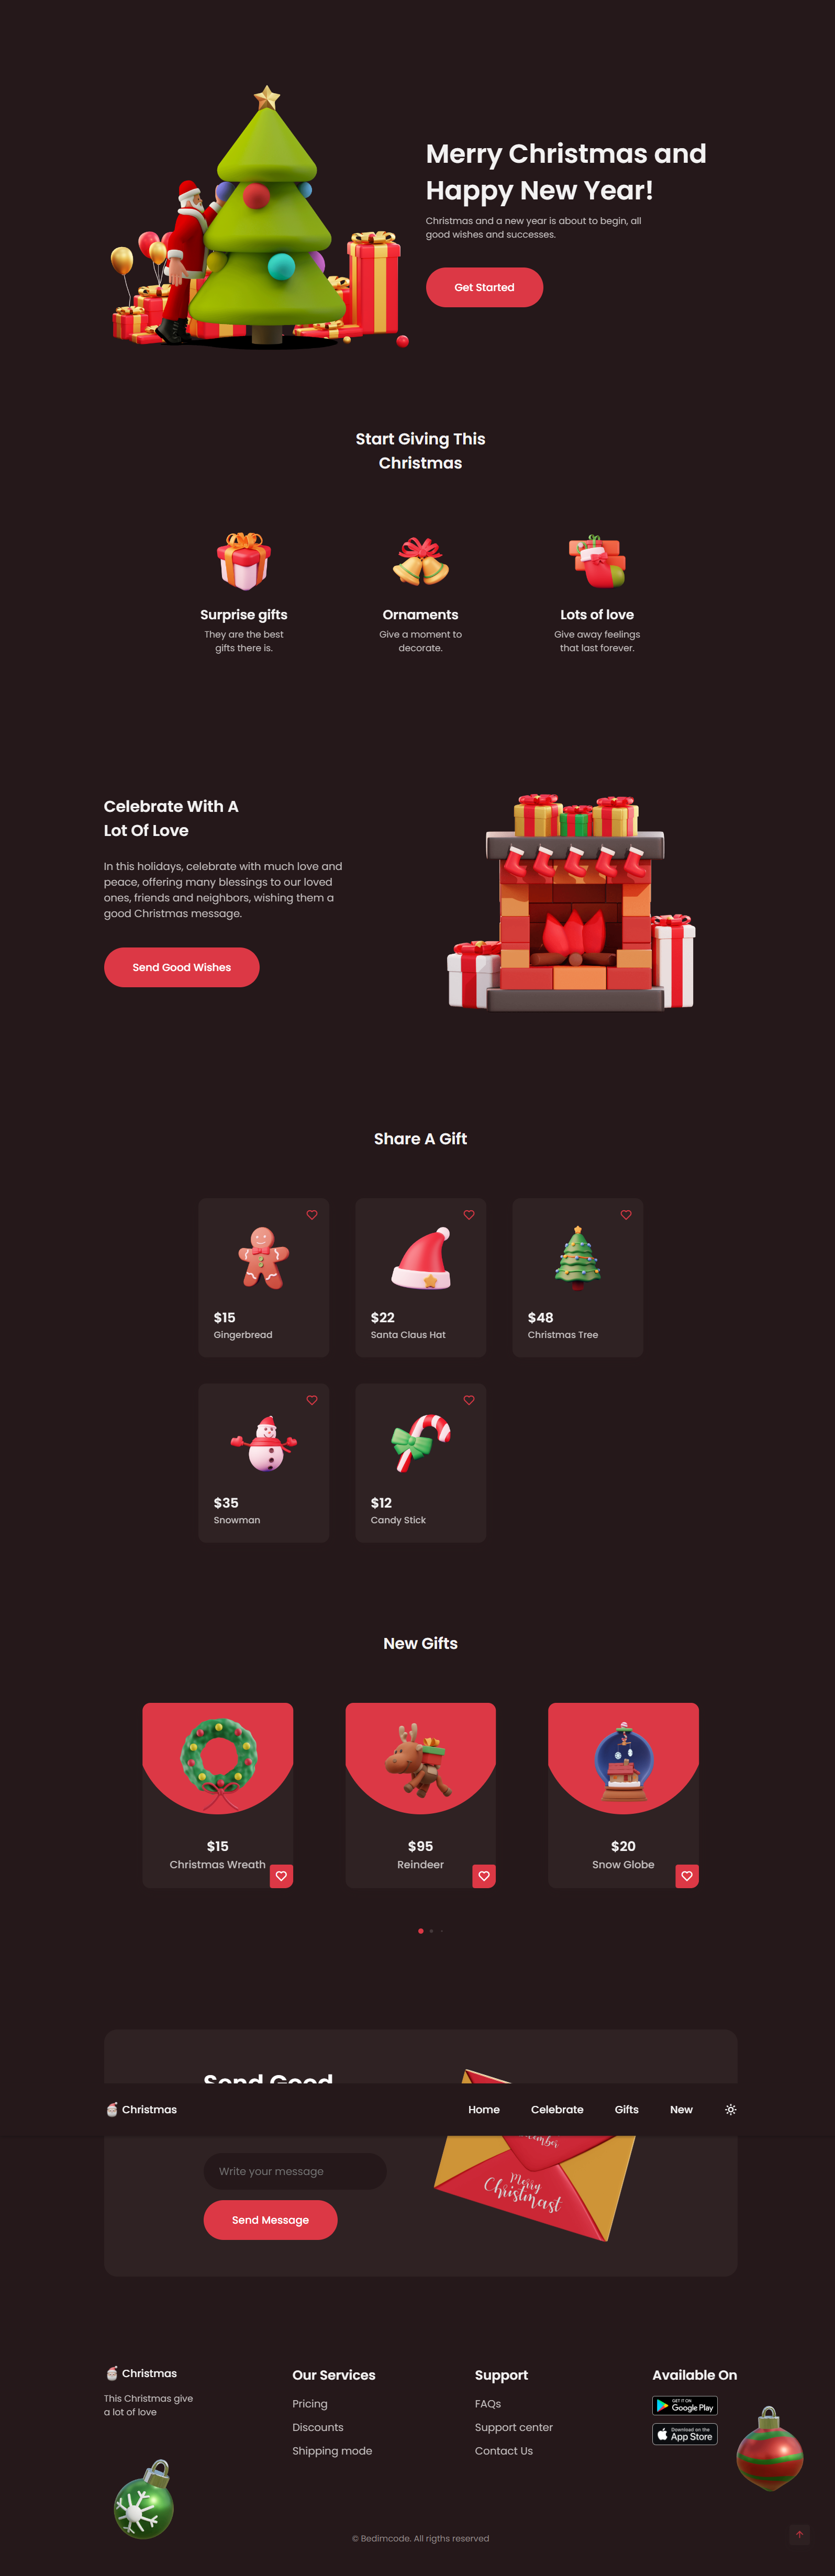 Merry Christmas and
Happy New Year!
Christmas and a new year is about to begin, all
good wishes and successes.
Get Started
Start Giving This
Christmas
Surprise gifts
They are the best
gifts there is.
Ornaments
Give a moment to
decorate.
Lots of love
Give away feelings
that last forever.
Celebrate With A
Lot Of Love
In this holidays, celebrate with much love and
peace, offering many blessings to our loved
ones, friends and neighbors, wishing them a
good Christmas message.
Send Good Wishes
Share A Gift
$15
Gingerbread
$22
Santa Claus Hat
$48
Christmas Tree
$35
Snowman
$12
Candy Stick
New Gifts
$15
Christmas Wreath
$95
Reindeer
$20
Snow Globe
Send Good
Christmas
Home
Celebrate
Gifts
New
Merry
Christmast
Write your message
Send Message
Christmas
This Christmas give
a lot of love
Our Services
Pricing
Discounts
Shipping mode
Support
FAQs
Support center
Contact Us
Available On
GET IT ON
Google Play
Download on the
App Store
© Bedimcode. All rigths reserved